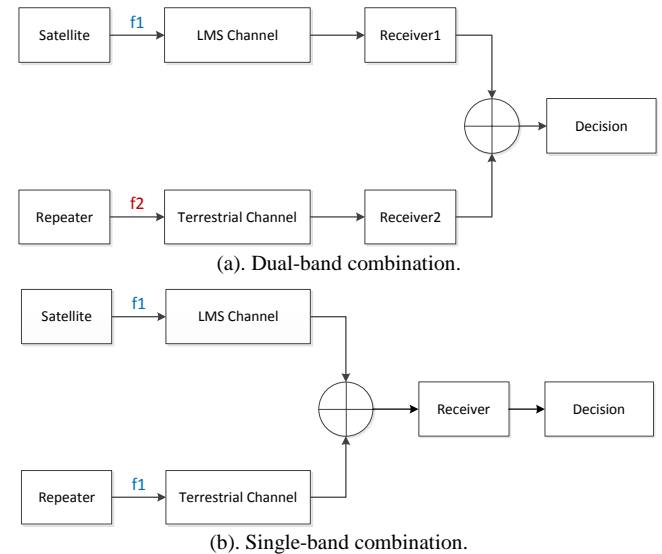 Satellite
f1
LMS Channel
Receiver1
Decision
Repeater
f2
Terrestrial Channel
Receiver2
(a). Dual-band combination.
Satellite
f1
LMS Channel
Receiver
Decision
Repeater
f1
Terrestrial Channel
(b). Single-band combination.